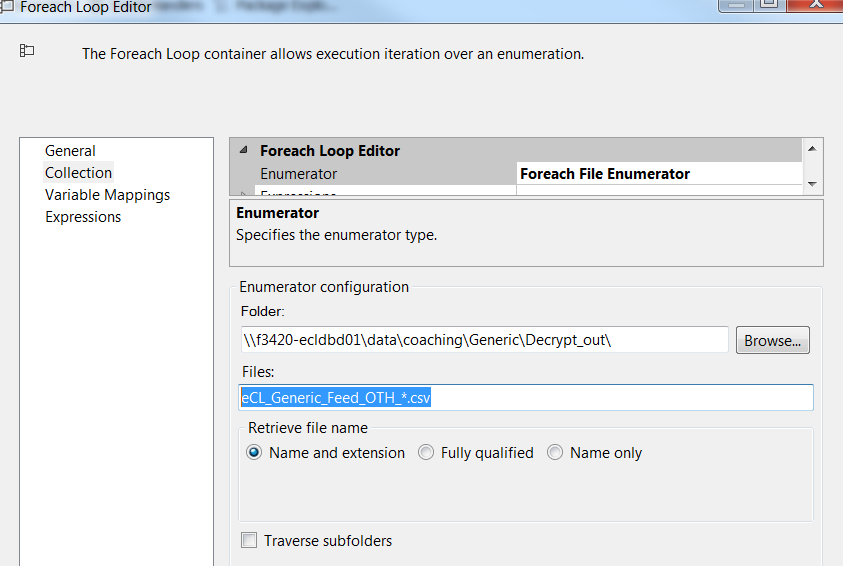 Foreach Loop Editor
The Foreach Loop container allows execution iteration over an enumeration.
General
Collection
Variable Mappings
Expressions
Foreach Loop Editor
Enumerator Foreach File Enumerator
Expressions
Enumerator
Specifies the enumerator type.
Enumerator configuration
Folder:
\\f3420-ecldbd01\data\coaching\Generic\Decrypt_out\
Browse...
Files:
eCL_Generic_Feed_OTH_*.csv
Retrieve file name
Name and extension Fully qualified Name only
Traverse subfolders